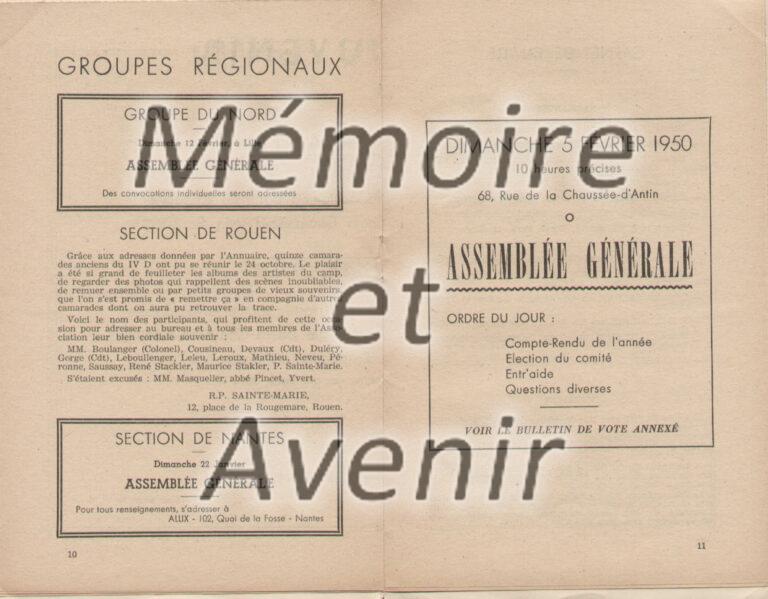 GROUPES RÉGIONAUX
GROUPE DU NORD
Dimanche 12 Février, à Lille
ASSEMBLÉE GÉNÉRALE
Des convocations individuelles seront adressées
SECTION DE ROUEN
Grâce aux adresses données par l'Annuaire, quinze camara-
des anciens du IV D ont pu se réunir le 24 octobre. Le plaisir
a été si grand de feuilleter les albums des artistes du camp,
de regarder des photos qui rappellent des scènes inoubliables,
de remuer ensemble ou par petits groupes de vieux souvenirs,
que l'on s'est promis de « remettre ça » en compagnie d'autres
camarades dont on aura pu retrouver la trace.
Voici le nom des participants, qui profitent de cette occa-
sion pour adresser au bureau et à tous les membres de l'Asso-
ciation leur bien cordiale souvenir :
MM. Boulanger (Colonel), Cousineau, Devaux (Cdt), Duléry,
Gorge (Cdt), Leboullenger, Leleu, Leroux, Mathieu, Neveu, Pé-
ronne, Saussay, René Stackler, Maurice Stakler, P. Sainte-Marie.
S'étaient excusés : MM. Masquelier, abbé Pincet, Yvert.
R.P. SAINTE-MARIE,
12, place de la Rougemare, Rouen.
SECTION DE NANTES
Dimanche 22 Janvier
ASSEMBLÉE GÉNÉRALE
Pour tous renseignements, s'adresser à
ALLIX - 102, Quai de la Fosse - Nantes
10
DIMANCHE 5 FÉVRIER 1950
10 heures précises
68, Rue de la Chaussée-d'Antin
ASSEMBLÉE GÉNÉRALE
ORDRE DU JOUR :
Compte-Rendu de l'année
Election du comité
Entr'aide
Questions diverses
VOIR LE BULLETIN DE VOTE ANNEXÉ
11
Mémoire
et
Avenir